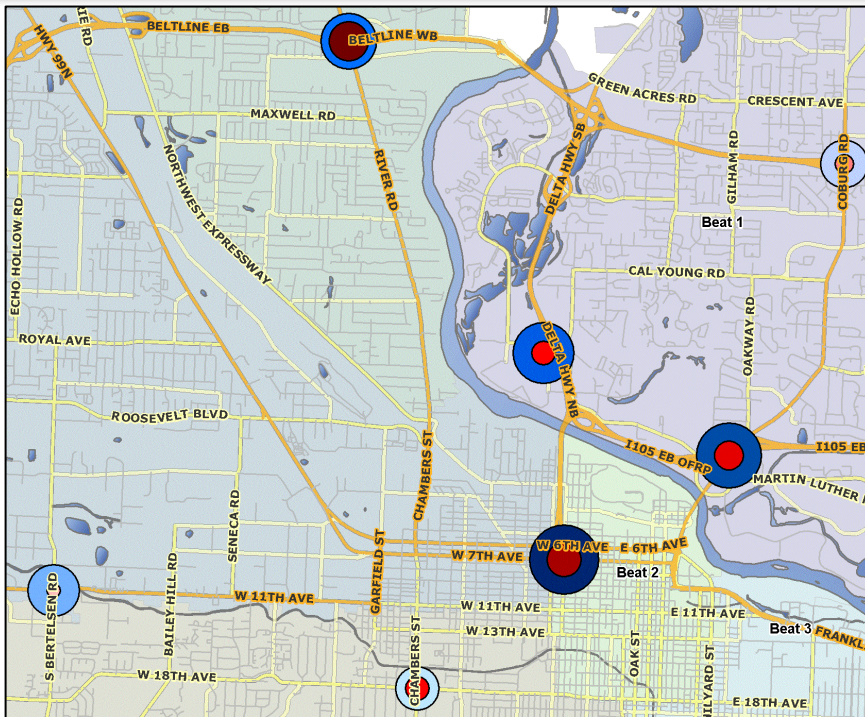 BELTLINE EB
BELTLINE WB
RIE RD
HWY 99N
GREEN ACRES RD
CRESCENT AVE
MAXWELL RD
DELTA HWY SB
GILHAM RD
COBURG RD
NORTHWEST EXPRESSWAY
RIVER RD
ECHO HOLLOW RD
Beat 1
CAL YOUNG RD
OAKWAY RD
ROYAL AVE
DELTA HWY NB
ROOSEVELT BLVD
CHAMBERS ST
I105 EB OFRP
I105 EB
MARTIN LUTHER
SENECA RD
GARFIELD ST
W 6TH AVE
E 6TH AVE
W 7TH AVE
Beat 2
S BERTELSEN RD
BAILEY HILL RD
W 11TH AVE
W 11TH AVE
E 11TH AVE
W 13TH AVE
Beat 3
FRANKL
CHAMBERS ST
OAK ST
ILYARD ST
W 18TH AVE
E 18TH AVE